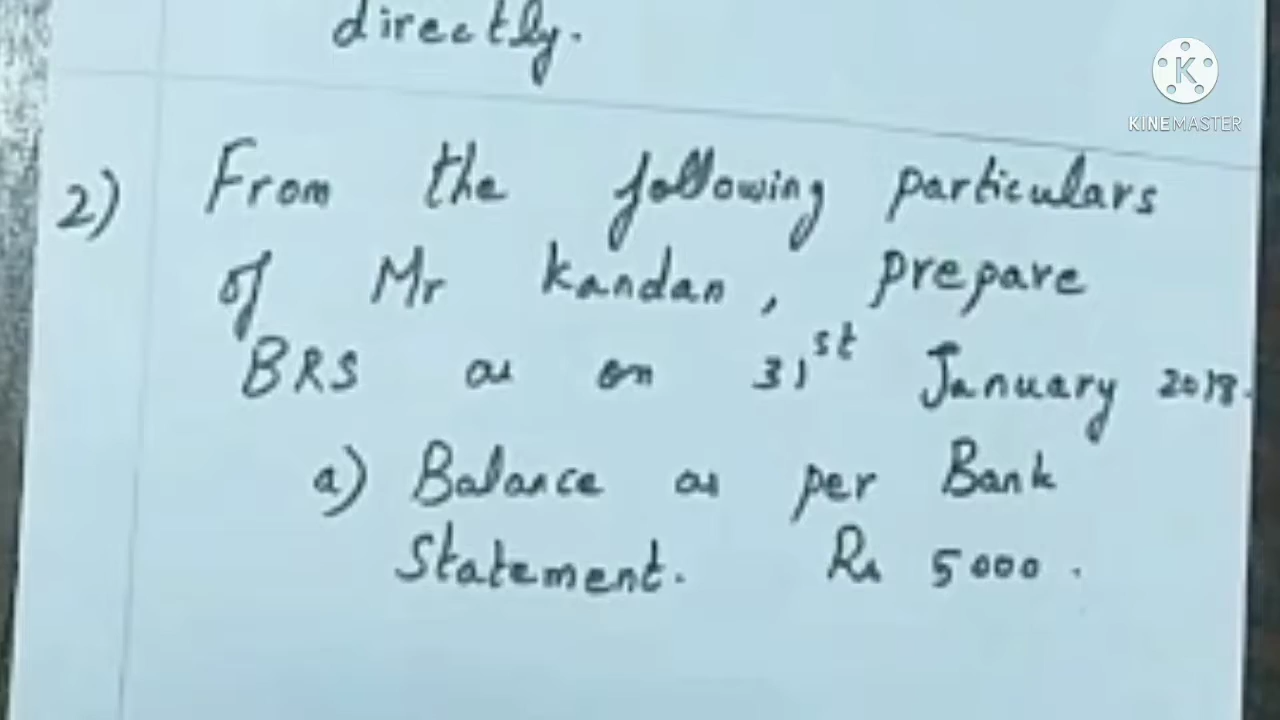 directly.
KINEMASTER
2) From the following particulars
of Mr Kandan, prepare
BRS as on 31st January 2018.
a) Balance as per Bank
Statement. Rs 5000.